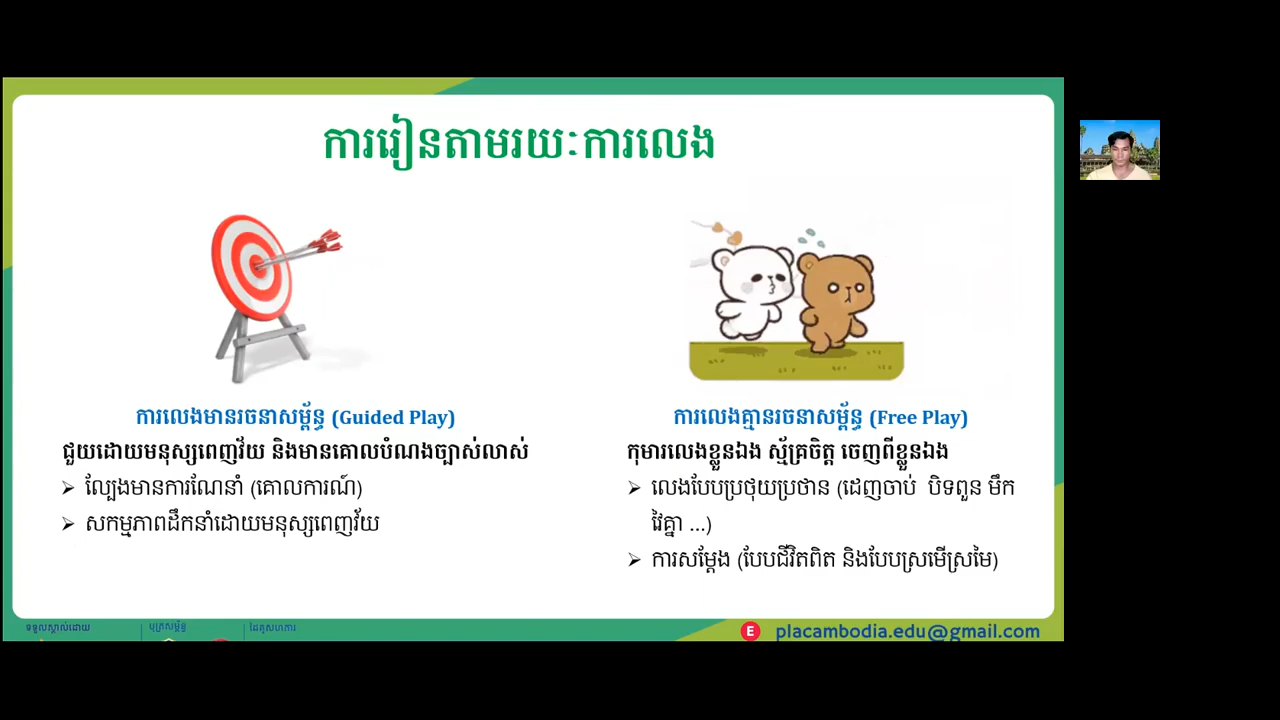 ការរៀនតាមរយៈការលេង
ការលេងមានរចនាសម្ព័ន្ធ (Guided Play)
ជួយដោយមនុស្សពេញវ័យ និងមានគោលបំណងច្បាស់លាស់
➢ ល្បែងមានការណែនាំ (គោលការណ៍)
➢ សកម្មភាពដឹកនាំដោយមនុស្សពេញវ័យ
ការលេងគ្មានរចនាសម្ព័ន្ធ (Free Play)
កុមារលេងខ្លួនឯង ស្ម័គ្រចិត្ត ចេញពីខ្លួនឯង
➢ លេងបែបប្រថុយប្រថាន (ដេញចាប់ បិទពួន មឹក
វៃគ្នា ...)
➢ ការសម្តែង (បែបជីវិតពិត និងបែបស្រមើស្រមៃ)
ទទួលស្គាល់ដោយ
បុត្រសម្ព័ន្ធ
ដៃគូសហការ
E placambodia.edu@gmail.com